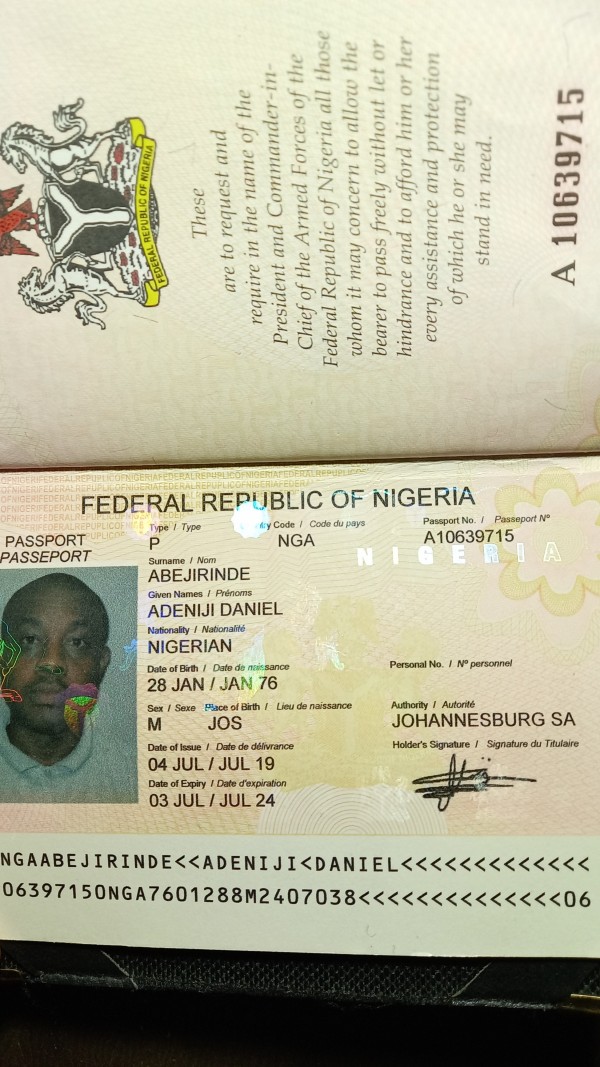 FEDERAL REPUBLIC OF NIGERIA
These
are to request and
require in the name of the
President and Commander-in-
Chief of the Armed Forces of the
Federal Republic of Nigeria all those
whom it may concern to allow the
bearer to pass freely without let or
hindrance and to afford him or her
every assistance and protection
of which he or she may
stand in need.
A 10639715
FEDERAL REPUBLIC OF NIGERIA
PASSPORT
PASSEPORT
Type / Type
Code / Code du pays
Passport No. / Passeport Nº
P
NGA
A10639715
NIGERIA
Surname / Nom
ABEJIRINDE
Given Names / Prénoms
ADENIJI DANIEL
Nationality / Nationalité
NIGERIAN
Date of Birth / Date de naissance
Personal No. / Nº personnel
28 JAN / JAN 76
Sex / Sexe Place of Birth / Lieu de naissance
Authority / Autorité
M JOS
JOHANNESBURG SA
Date of Issue / Date de délivrance
Holder's Signature / Signature du Titulaire
04 JUL / JUL 19
Date of Expiry / Date d'expiration
03 JUL / JUL 24
NGAABEJIRINDE<<ADENIJI<DANIEL<<<<<<<<<<<<<
06397150NGA7601288M2407038<<<<<<<<<<<<<<06